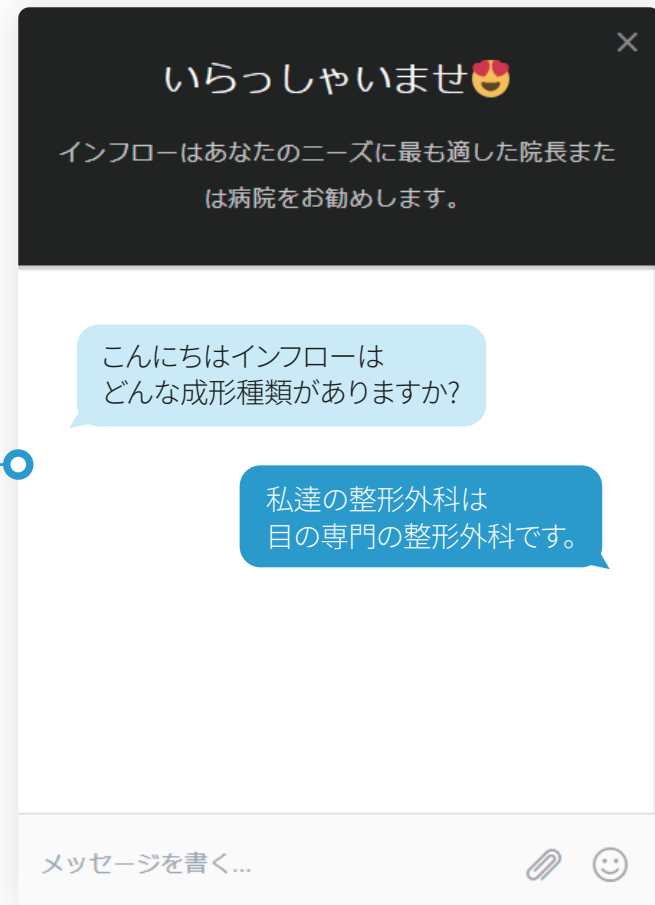 いらっしゃいませ😍
インフローはあなたのニーズに最も適した院長また
は病院をお勧めします。
こんにちはインフローは
どんな成形種類がありますか?
私達の整形外科は
目の専門の整形外科です。
メッセージを書く...